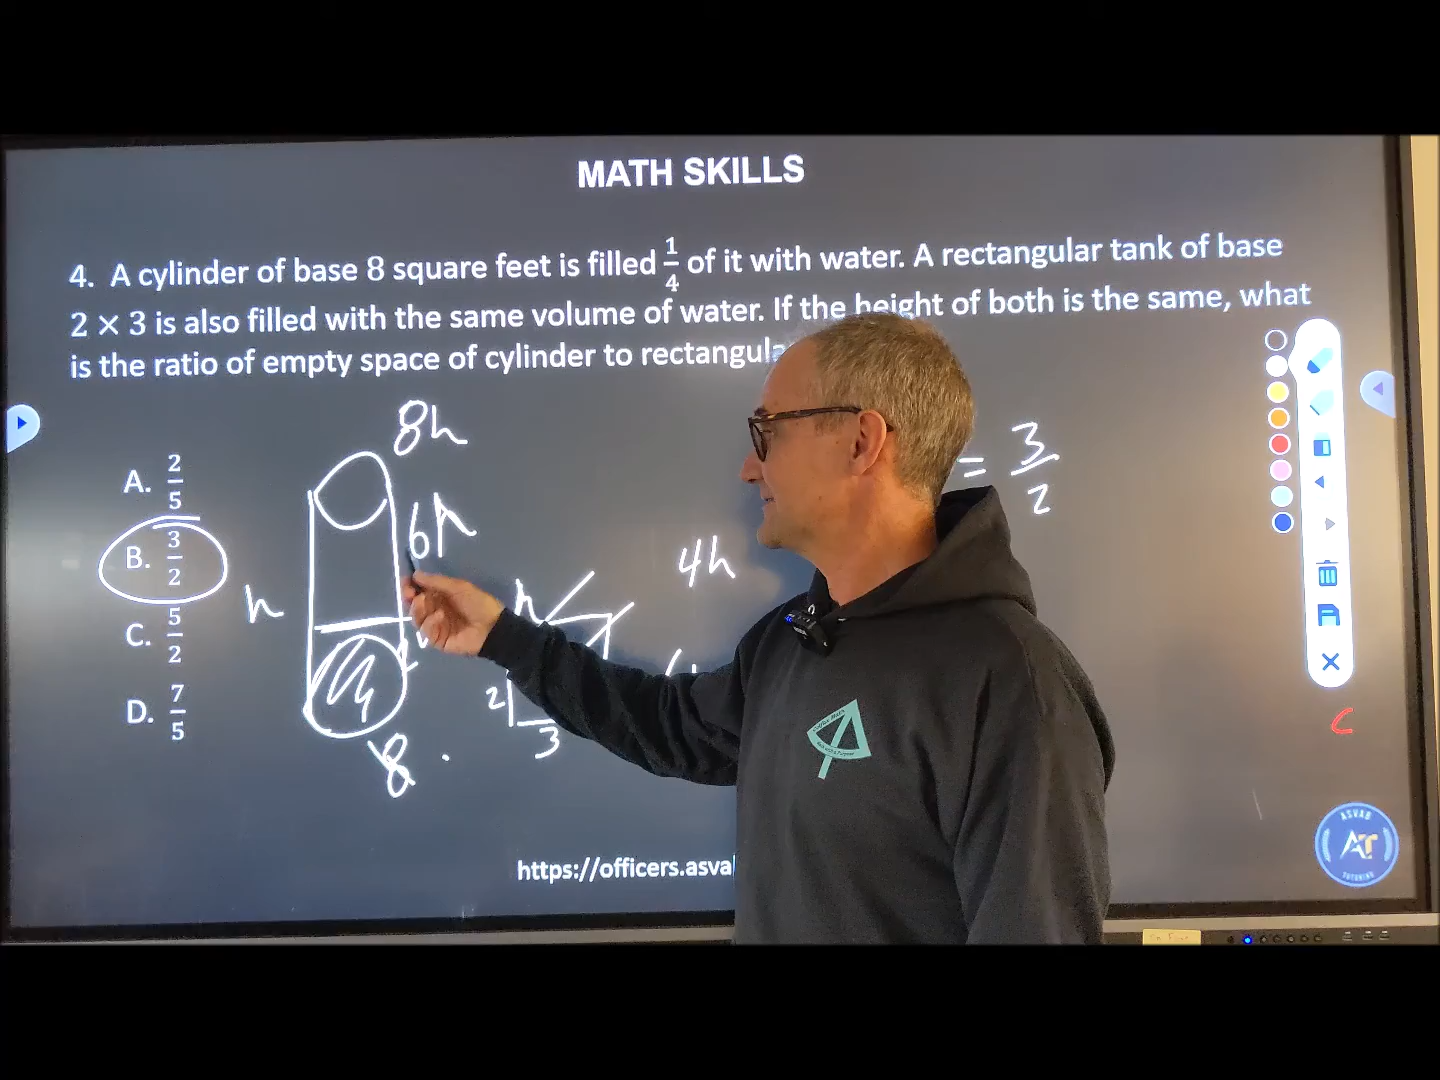 MATH SKILLS
4. A cylinder of base 8 square feet is filled 1/4 of it with water. A rectangular tank of base
2 × 3 is also filled with the same volume of water. If the height of both is the same, what
is the ratio of empty space of cylinder to rectangula
A. 2/5
B. 3/2
C. 5/2
D. 7/5
8h
6h
h
8
h
2
3
4h
= 3/2
C
https://officers.asva
ASVAB
AT
TUTORING